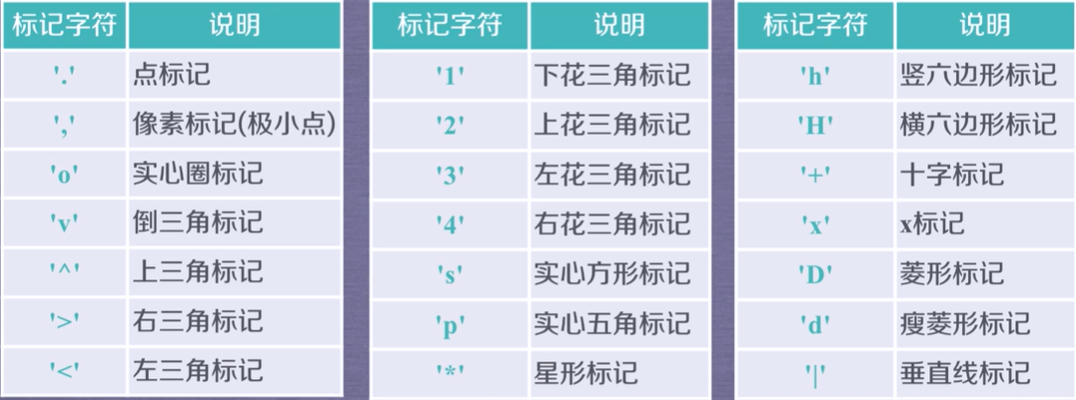 标记字符 说明
'.' 点标记
',' 像素标记(极小点)
'o' 实心圈标记
'v' 倒三角标记
'^' 上三角标记
'>' 右三角标记
'<' 左三角标记
标记字符 说明
'1' 下花三角标记
'2' 上花三角标记
'3' 左花三角标记
'4' 右花三角标记
's' 实心方形标记
'p' 实心五角标记
'*' 星形标记
标记字符 说明
'h' 竖六边形标记
'H' 横六边形标记
'+' 十字标记
'x' x标记
'D' 菱形标记
'd' 瘦菱形标记
'|' 垂直线标记